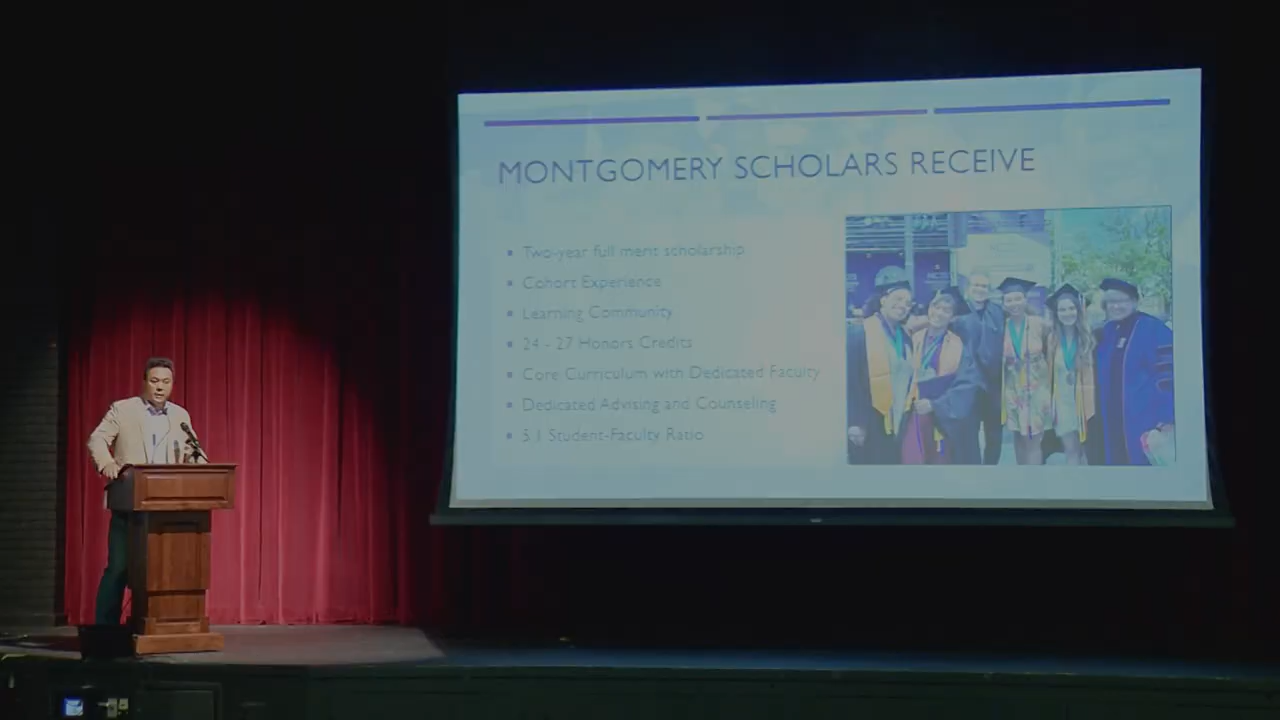 MONTGOMERY SCHOLARS RECEIVE
Two-year full merit scholarship
Cohort Experience
Learning Community
24 - 27 Honors Credits
Core Curriculum with Dedicated Faculty
Dedicated Advising and Counseling
5:1 Student-Faculty Ratio